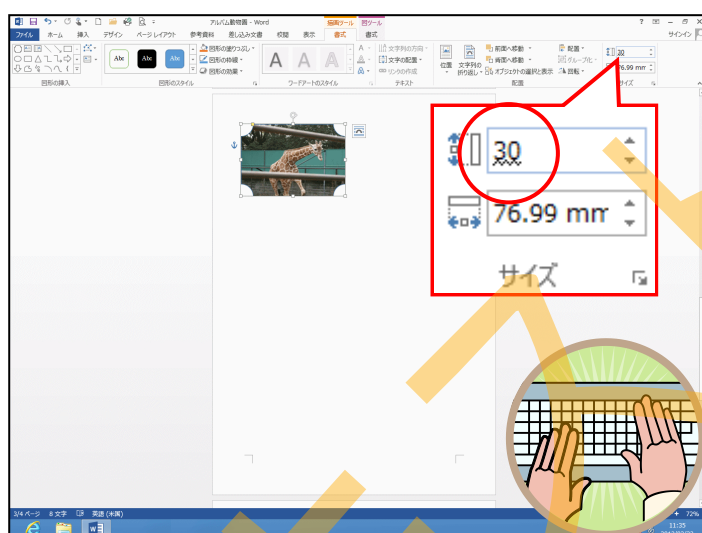 アルバム動物園 - Word
描画ツール 図ツール
ファイル ホーム 挿入 デザイン ページ レイアウト 参考資料 差し込み文書 校閲 表示 書式 書式 サインイン
Abc Abc Abc
図形の塗りつぶし
図形の枠線
図形の効果
A A A
文字列の方向
文字の配置
リンクの作成
位置 文字列の折り返し
前面へ移動
背面へ移動
オブジェクトの選択と表示
配置
グループ化
回転
30
76.99 mm
図形の挿入 図形のスタイル ワードアートのスタイル テキスト 配置 サイズ
30
76.99 mm
サイズ
3/4 ページ 8 文字 英語 (米国) + 72%
11:35